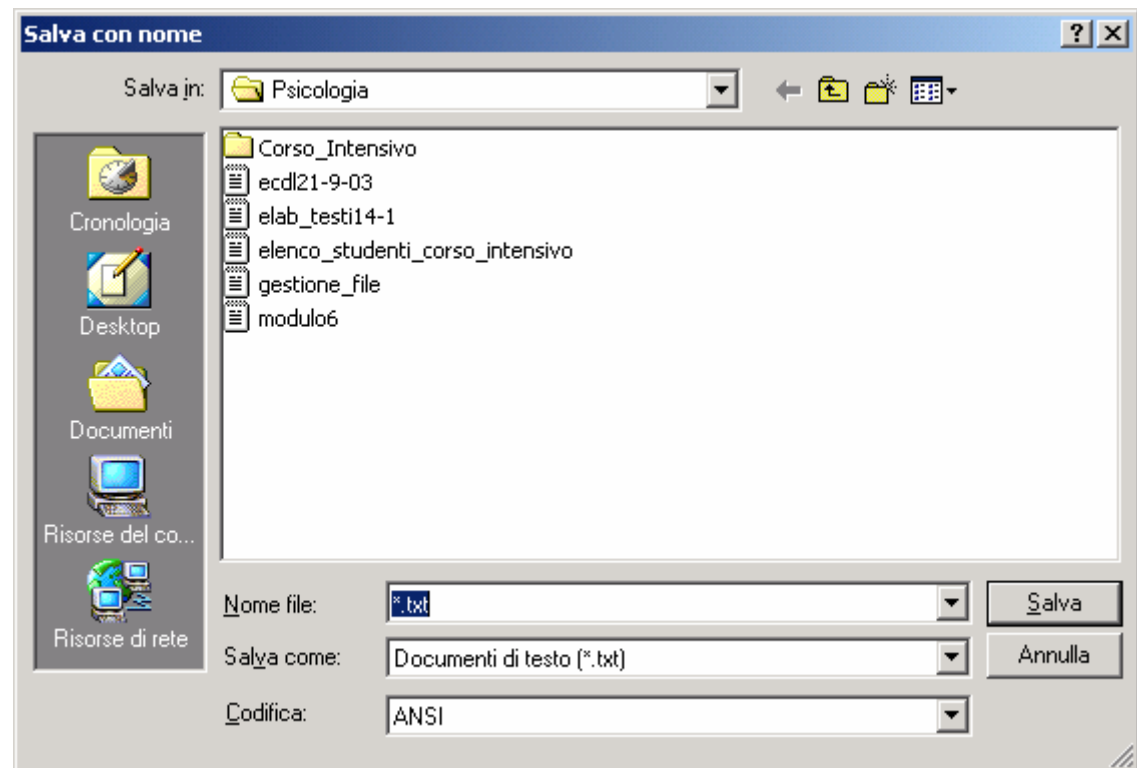 Salva con nome
Salva in: Psicologia
Cronologia
Desktop
Documenti
Risorse del co...
Risorse di rete
Corso_Intensivo
ecdl21-9-03
elab_testi14-1
elenco_studenti_corso_intensivo
gestione_file
modulo6
Nome file: *.txt Salva
Salva come: Documenti di testo (*.txt) Annulla
Codifica: ANSI